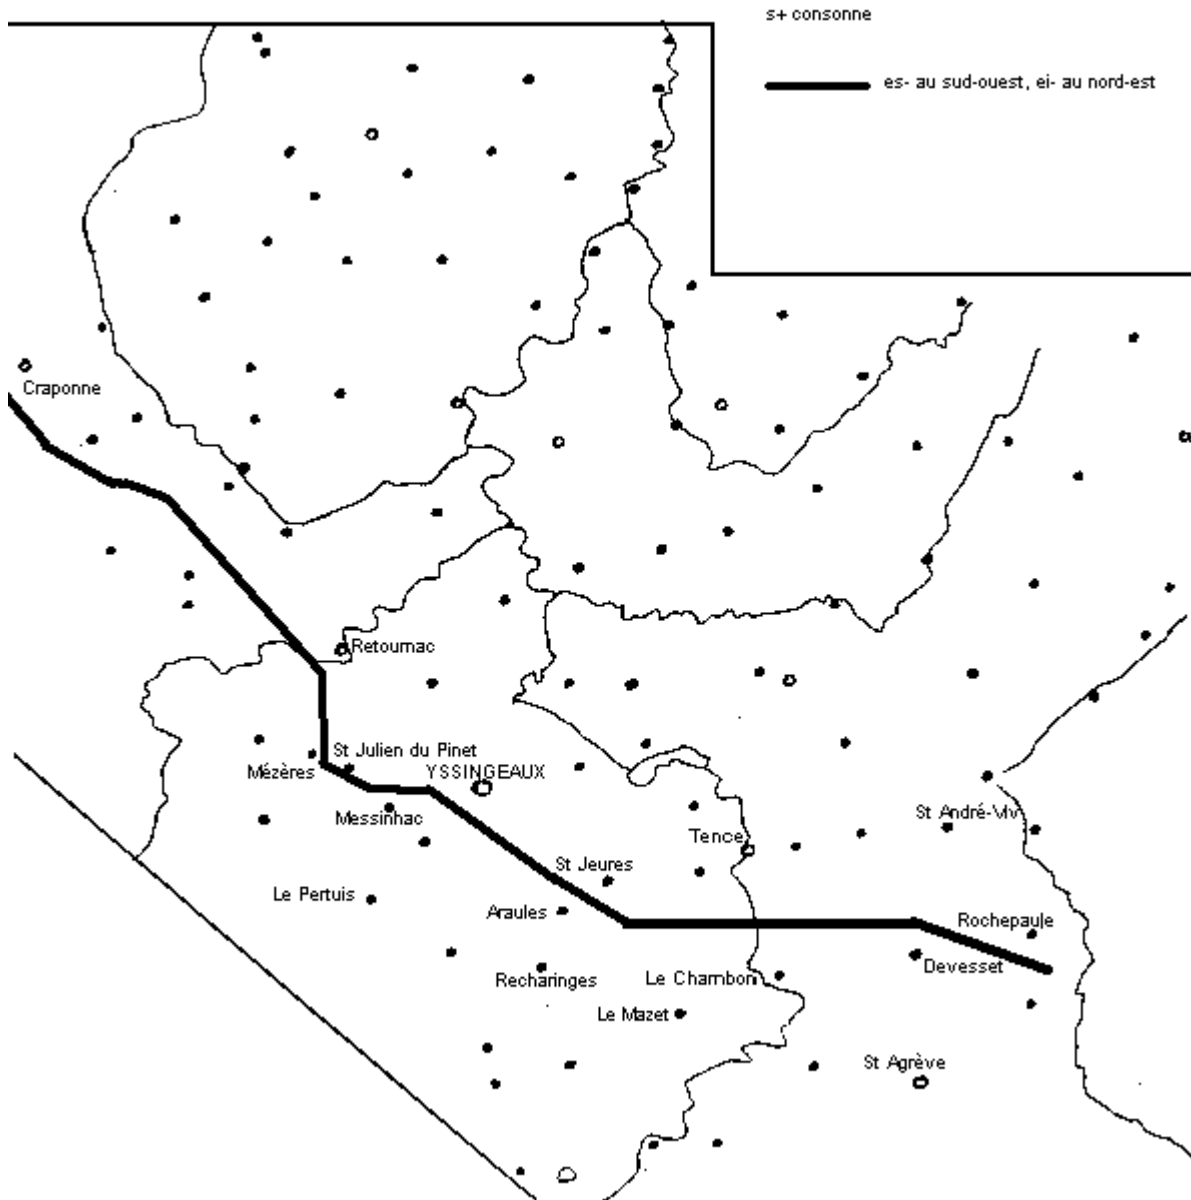 s+ consonne
es- au sud-ouest, ei- au nord-est
Craponne
Retournac
St Julien du Pinet
Mézères
YSSINGEAUX
Messinhac
St André-Viv
Tence
St Jeures
Le Pertuis
Araules
Rochepaule
Recharinges
Le Chambon
Devesset
Le Mazet
St Agrève